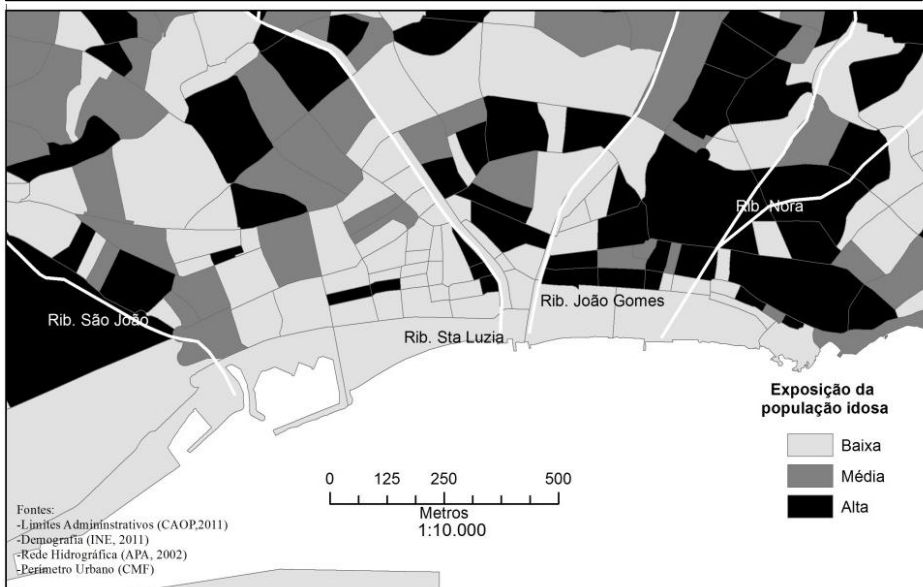 Rib. Nora
Rib. João Gomes
Rib. São João
Rib. Sta Luzia
Exposição da
população idosa
Baixa
Média
Alta
0 125 250 500
Metros
1:10.000
Fontes:
-Limites Admininstrativos (CAOP,2011)
-Demografia (INE, 2011)
-Rede Hidrográfica (APA, 2002)
-Perímetro Urbano (CMF)